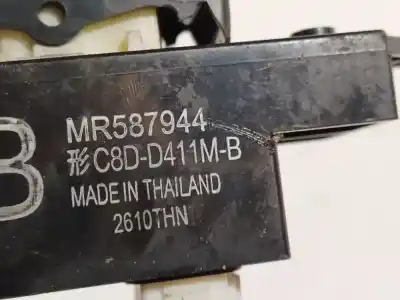 B
MR587944
形C8D-D411M-B
MADE IN THAILAND
2610THN